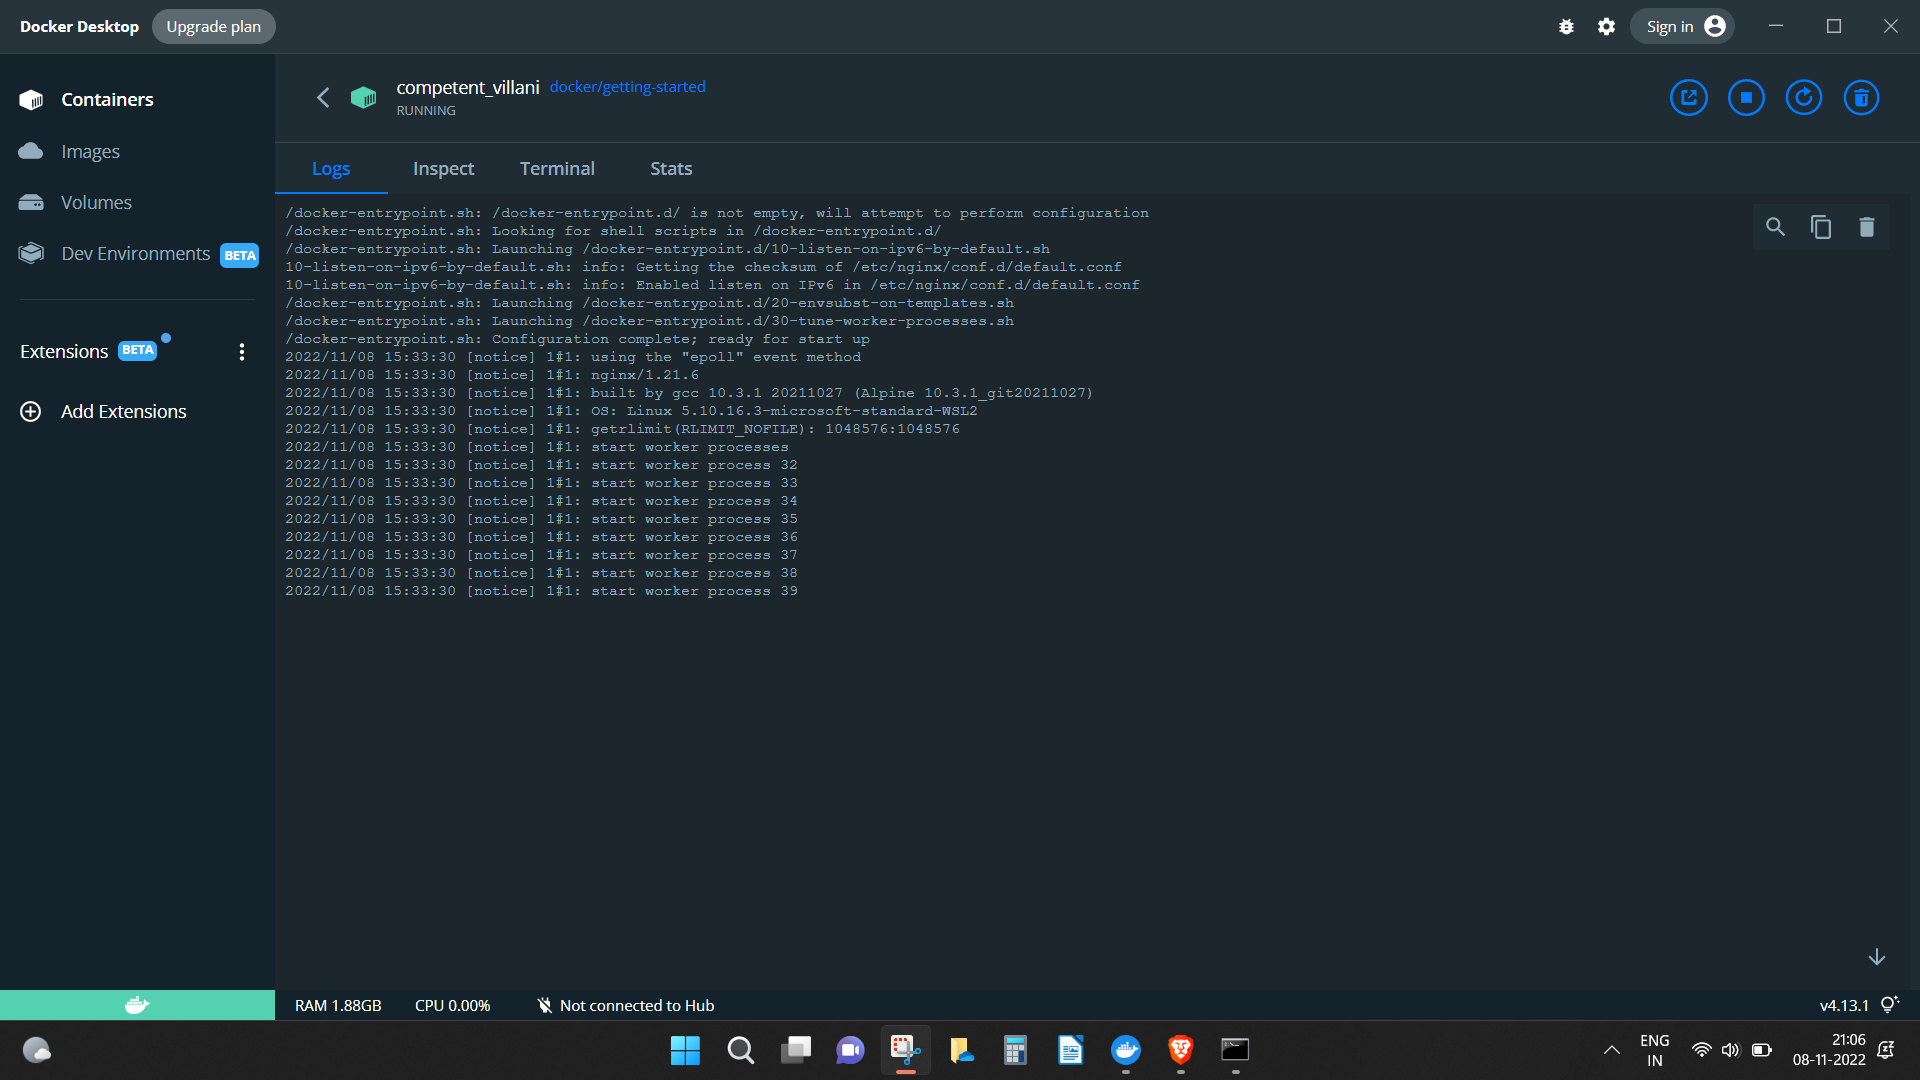 Docker Desktop Upgrade plan Sign in
Containers
Images
Volumes
Dev Environments BETA
Extensions BETA
Add Extensions
competent_villani docker/getting-started
RUNNING
Logs Inspect Terminal Stats
/docker-entrypoint.sh: /docker-entrypoint.d/ is not empty, will attempt to perform configuration
/docker-entrypoint.sh: Looking for shell scripts in /docker-entrypoint.d/
/docker-entrypoint.sh: Launching /docker-entrypoint.d/10-listen-on-ipv6-by-default.sh
10-listen-on-ipv6-by-default.sh: info: Getting the checksum of /etc/nginx/conf.d/default.conf
10-listen-on-ipv6-by-default.sh: info: Enabled listen on IPv6 in /etc/nginx/conf.d/default.conf
/docker-entrypoint.sh: Launching /docker-entrypoint.d/20-envsubst-on-templates.sh
/docker-entrypoint.sh: Launching /docker-entrypoint.d/30-tune-worker-processes.sh
/docker-entrypoint.sh: Configuration complete; ready for start up
2022/11/08 15:33:30 [notice] 1#1: using the "epoll" event method
2022/11/08 15:33:30 [notice] 1#1: nginx/1.21.6
2022/11/08 15:33:30 [notice] 1#1: built by gcc 10.3.1 20211027 (Alpine 10.3.1_git20211027)
2022/11/08 15:33:30 [notice] 1#1: OS: Linux 5.10.16.3-microsoft-standard-WSL2
2022/11/08 15:33:30 [notice] 1#1: getrlimit(RLIMIT_NOFILE): 1048576:1048576
2022/11/08 15:33:30 [notice] 1#1: start worker processes
2022/11/08 15:33:30 [notice] 1#1: start worker process 32
2022/11/08 15:33:30 [notice] 1#1: start worker process 33
2022/11/08 15:33:30 [notice] 1#1: start worker process 34
2022/11/08 15:33:30 [notice] 1#1: start worker process 35
2022/11/08 15:33:30 [notice] 1#1: start worker process 36
2022/11/08 15:33:30 [notice] 1#1: start worker process 37
2022/11/08 15:33:30 [notice] 1#1: start worker process 38
2022/11/08 15:33:30 [notice] 1#1: start worker process 39
RAM 1.88GB CPU 0.00% Not connected to Hub v4.13.1
ENG 21:06
IN 08-11-2022